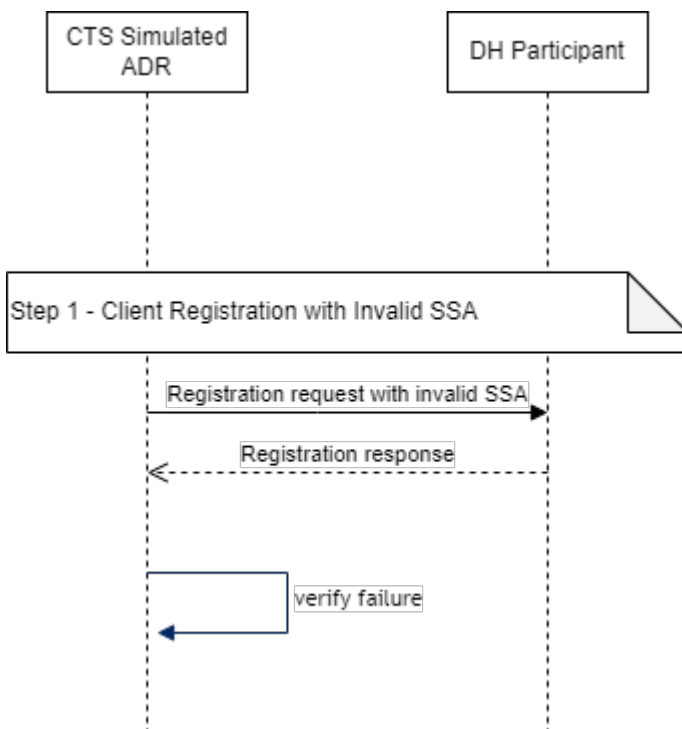 CTS Simulated
ADR
DH Participant
Step 1 - Client Registration with Invalid SSA
Registration request with invalid SSA
Registration response
verify failure